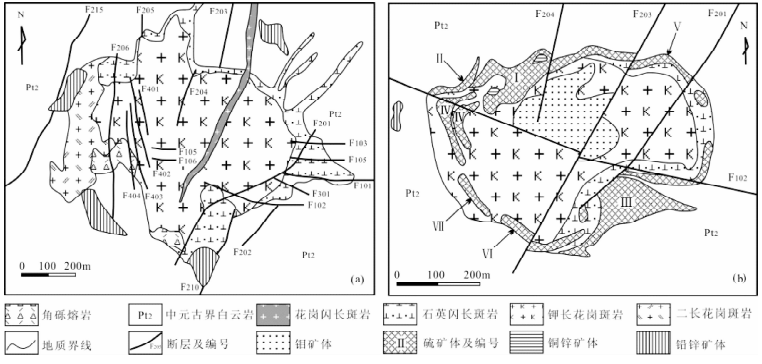 F215
F205
F203
N
F206
Pt2
F401
F204
Pt2
F201
F105
F106
F402
F103
F105
F101
F404
F403
F301
F102
F202
F210
0 100 200m
(a)
Pt2
F204
F203
F201
V
N
II
I
IV
IV
Pt2
F102
III
VII
VI
Pt2
0 100 200m
(b)
角砾熔岩
Pt2 中元古界白云岩
花岗闪长斑岩
石英闪长斑岩
钾长花岗斑岩
二长花岗斑岩
地质界线
断层及编号
钼矿体
II 硫矿体及编号
铜锌矿体
铅锌矿体